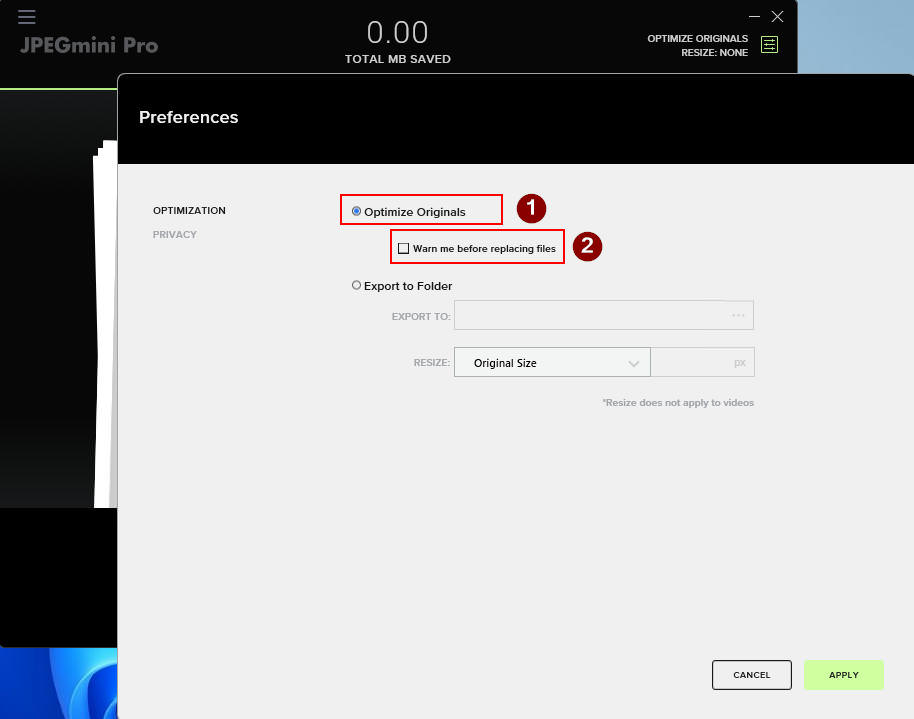 JPEGmini Pro
0.00
TOTAL MB SAVED
OPTIMIZE ORIGINALS
RESIZE: NONE
Preferences
OPTIMIZATION
PRIVACY
Optimize Originals
1
Warn me before replacing files
2
Export to Folder
EXPORT TO:
...
RESIZE:
Original Size
px
*Resize does not apply to videos
CANCEL
APPLY